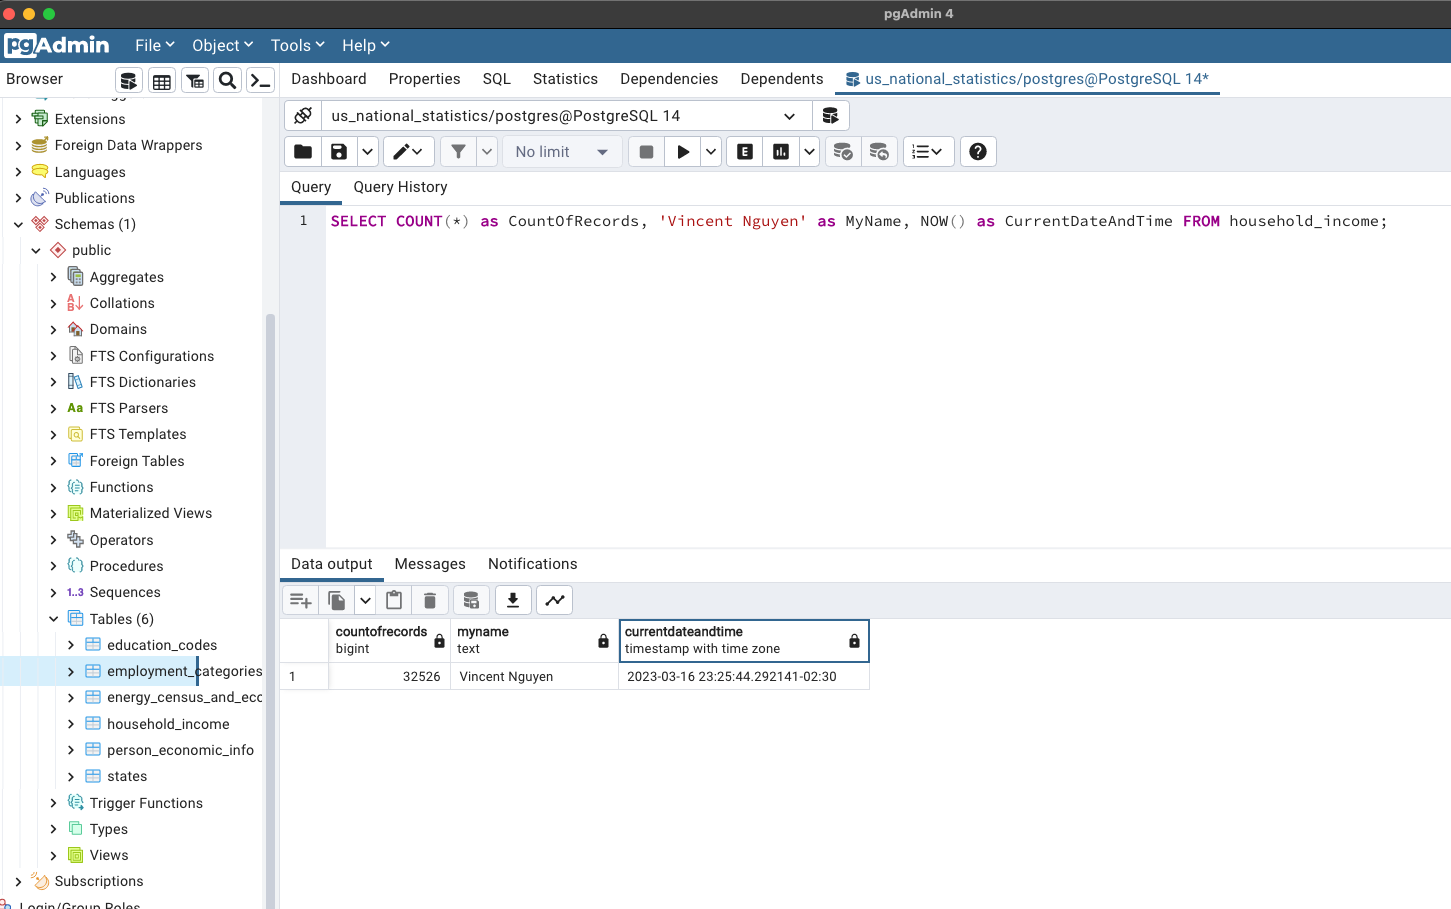 pgAdmin 4
pgAdmin File Object Tools Help
Browser
Dashboard Properties SQL Statistics Dependencies Dependents us_national_statistics/postgres@PostgreSQL 14*
us_national_statistics/postgres@PostgreSQL 14
No limit
E
Query Query History
1 SELECT COUNT(*) as CountOfRecords, 'Vincent Nguyen' as MyName, NOW() as CurrentDateAndTime FROM household_income;
Extensions
Foreign Data Wrappers
Languages
Publications
Schemas (1)
public
Aggregates
Collations
Domains
FTS Configurations
FTS Dictionaries
Aa FTS Parsers
FTS Templates
Foreign Tables
Functions
Materialized Views
Operators
Procedures
1..3 Sequences
Tables (6)
education_codes
employment_categories
energy_census_and_ecc
household_income
person_economic_info
states
Trigger Functions
Types
Views
Subscriptions
Login/Group Roles
Data output Messages Notifications
countofrecords myname currentdateandtime
bigint text timestamp with time zone
1 32526 Vincent Nguyen 2023-03-16 23:25:44.292141-02:30